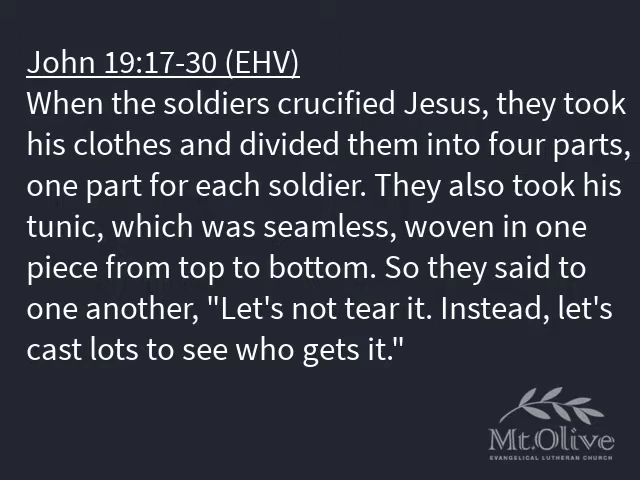 John 19:17-30 (EHV)
When the soldiers crucified Jesus, they took
his clothes and divided them into four parts,
one part for each soldier. They also took his
tunic, which was seamless, woven in one
piece from top to bottom. So they said to
one another, "Let's not tear it. Instead, let's
cast lots to see who gets it."
Mt.Olive
EVANGELICAL LUTHERAN CHURCH